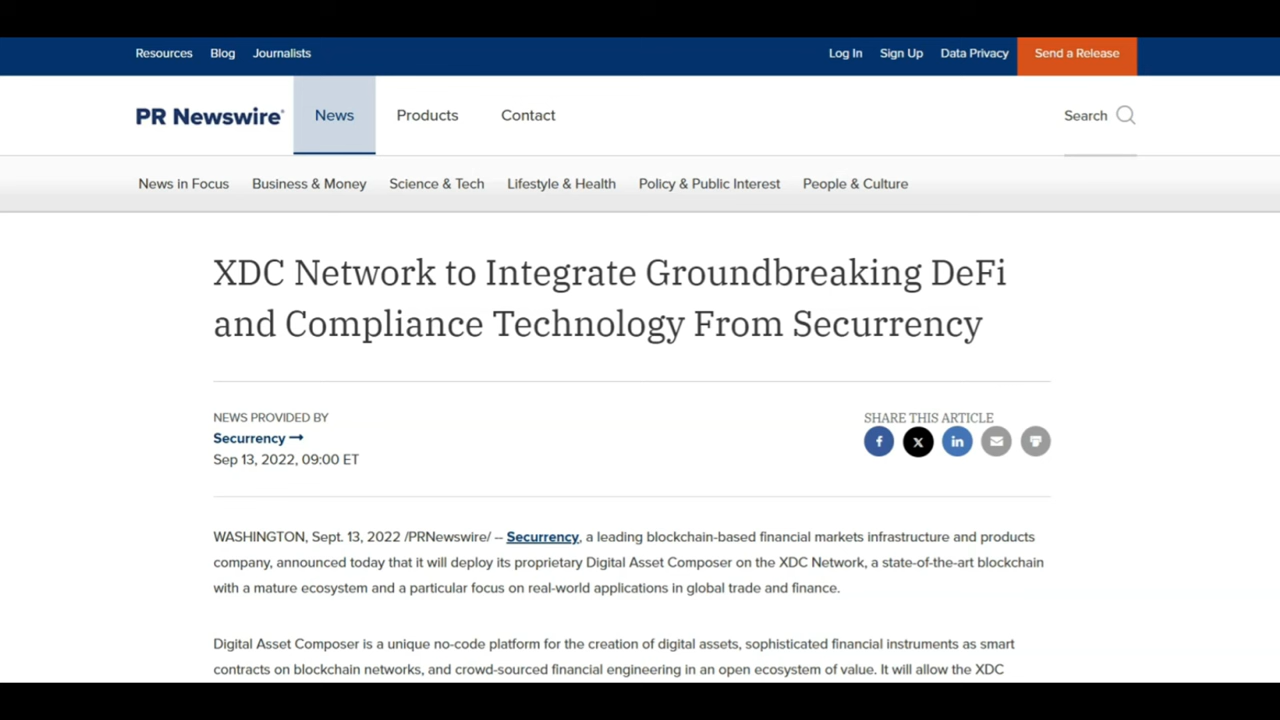 Resources Blog Journalists Log In Sign Up Data Privacy Send a Release
PR Newswire® News Products Contact Search
News in Focus Business & Money Science & Tech Lifestyle & Health Policy & Public Interest People & Culture
XDC Network to Integrate Groundbreaking DeFi
and Compliance Technology From Securrency
NEWS PROVIDED BY
Securrency
Sep 13, 2022, 09:00 ET
SHARE THIS ARTICLE
WASHINGTON, Sept. 13, 2022 /PRNewswire/ -- Securrency, a leading blockchain-based financial markets infrastructure and products
company, announced today that it will deploy its proprietary Digital Asset Composer on the XDC Network, a state-of-the-art blockchain
with a mature ecosystem and a particular focus on real-world applications in global trade and finance.
Digital Asset Composer is a unique no-code platform for the creation of digital assets, sophisticated financial instruments as smart
contracts on blockchain networks, and crowd-sourced financial engineering in an open ecosystem of value. It will allow the XDC